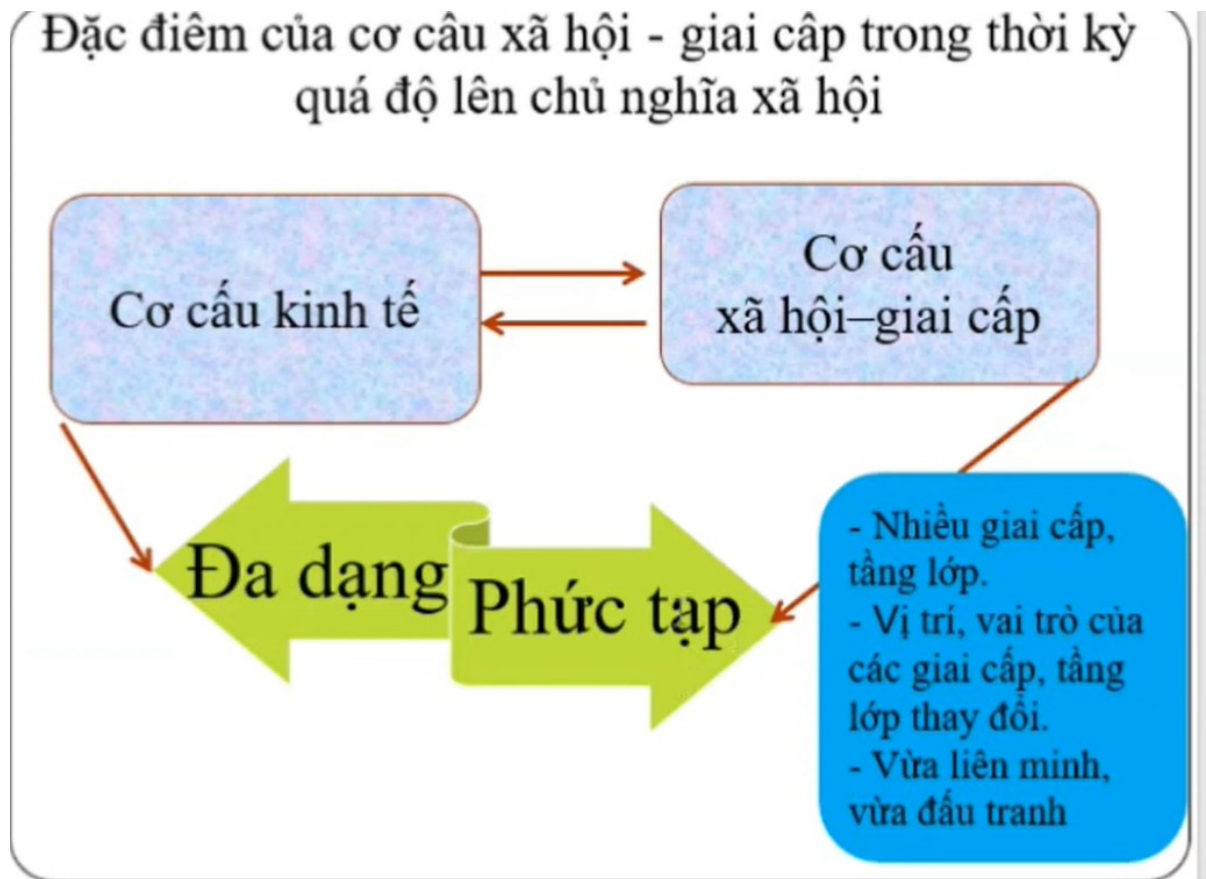 Đặc điểm của cơ cấu xã hội - giai cấp trong thời kỳ
quá độ lên chủ nghĩa xã hội
Cơ cấu kinh tế
Cơ cấu
xã hội–giai cấp
Đa dạng
Phức tạp
- Nhiều giai cấp,
tầng lớp.
- Vị trí, vai trò của
các giai cấp, tầng
lớp thay đổi.
- Vừa liên minh,
vừa đấu tranh